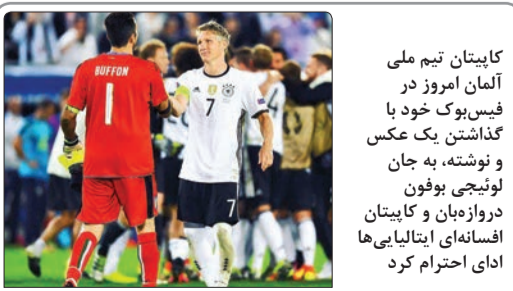 کاپیتان تیم ملی
آلمان امروز در
فیس‌بوک خود با
گذاشتن یک عکس
و نوشته، به جان
لوئیجی بوفون
دروازه‌بان و کاپیتان
افسانه‌ای ایتالیایی‌ها
ادای احترام کرد
BUFFON
1
7
7